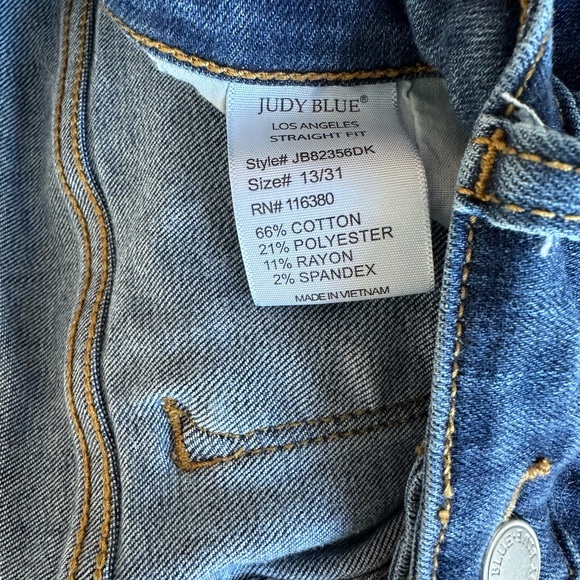 JUDY BLUE®
LOS ANGELES
STRAIGHT FIT
Style# JB82356DK
Size# 13/31
RN# 116380
66% COTTON
21% POLYESTER
11% RAYON
2% SPANDEX
MADE IN VIETNAM
BLUE